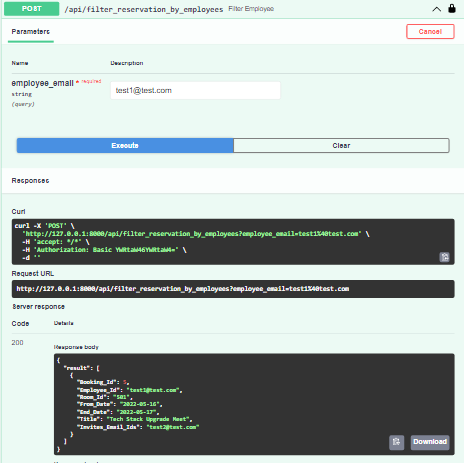 POST /api/filter_reservation_by_employees Filter Employee
Parameters
Cancel
Name Description
employee_email * required
string
(query)
test1@test.com
Execute Clear
Responses
Curl
curl -X 'POST' \
'http://127.0.0.1:8000/api/filter_reservation_by_employees?employee_email=test1%40test.com' \
-H 'accept: */*' \
-H 'Authorization: Basic YWRtaW46YWRtaW4=' \
-d ''
Request URL
http://127.0.0.1:8000/api/filter_reservation_by_employees?employee_email=test1%40test.com
Server response
Code Details
200
Response body
{
"result": [
{
"Booking_Id": 5,
"Employee_Id": "test1@test.com",
"Room_Id": "501",
"From_Date": "2022-05-16",
"End_Date": "2022-05-17",
"Title": "Tech Stack Upgrade Meet",
"Invites_Email_Ids": "test2@test.com"
}
]
}
Download